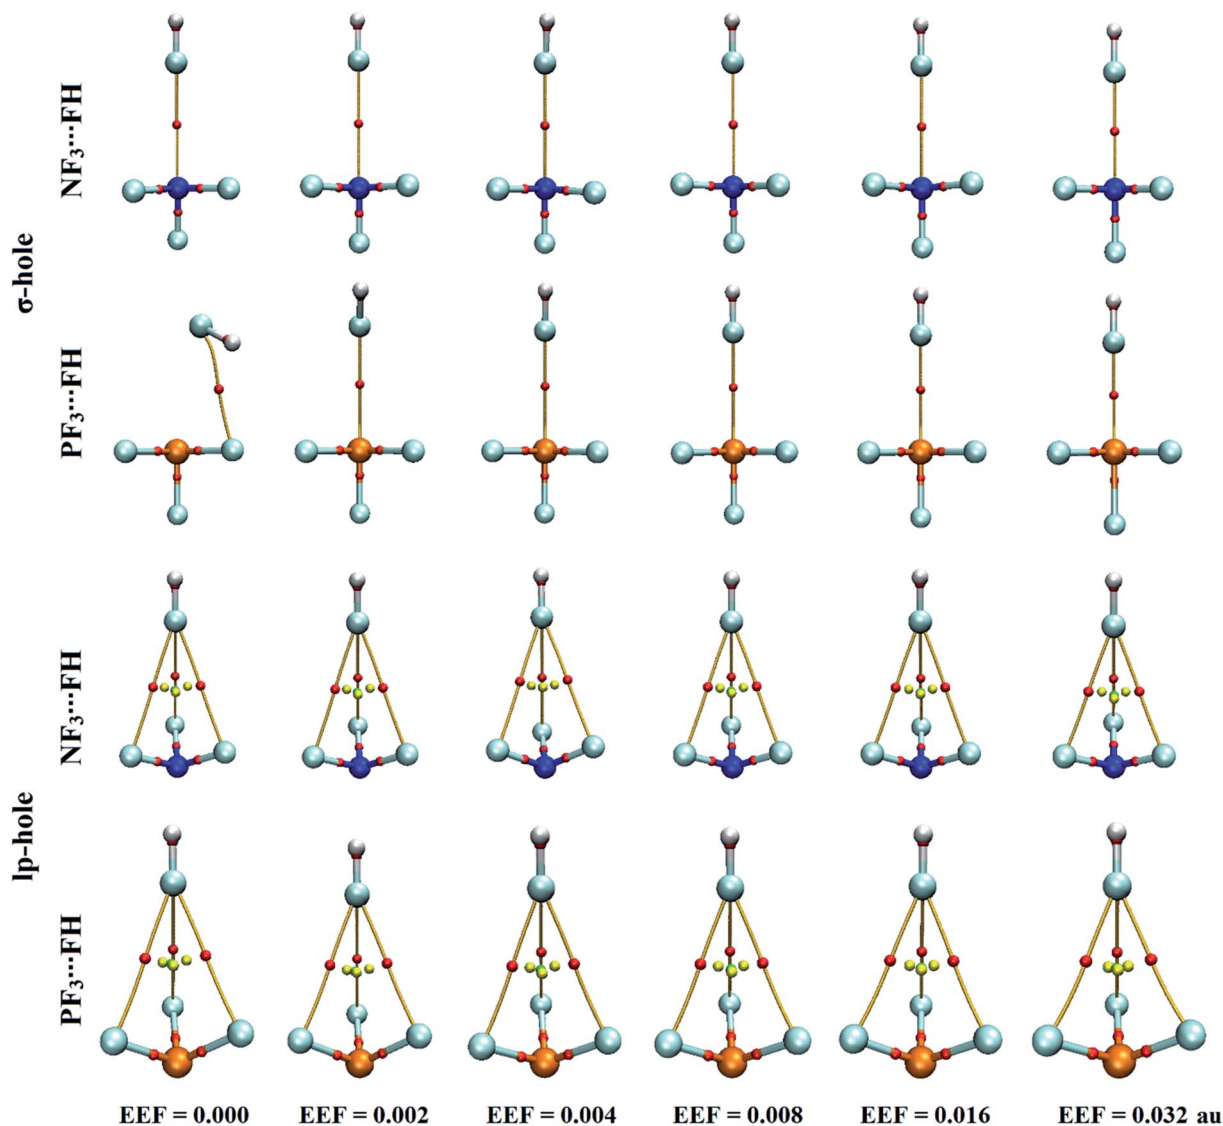 σ-hole
NF₃···FH
PF₃···FH
lp-hole
NF₃···FH
PF₃···FH
EEF = 0.000 EEF = 0.002 EEF = 0.004 EEF = 0.008 EEF = 0.016 EEF = 0.032 au